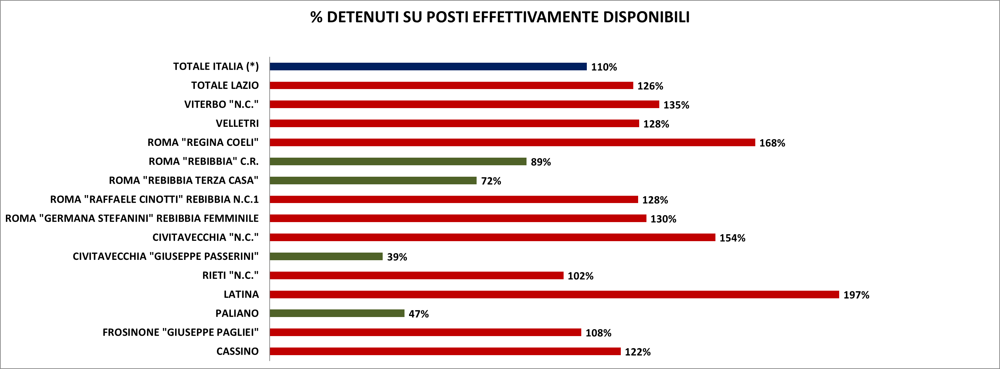 % DETENUTI SU POSTI EFFETTIVAMENTE DISPONIBILI
TOTALE ITALIA (*) 110%
TOTALE LAZIO 126%
VITERBO "N.C." 135%
VELLETRI 128%
ROMA "REGINA COELI" 168%
ROMA "REBIBBIA" C.R. 89%
ROMA "REBIBBIA TERZA CASA" 72%
ROMA "RAFFAELE CINOTTI" REBIBBIA N.C.1 128%
ROMA "GERMANA STEFANINI" REBIBBIA FEMMINILE 130%
CIVITAVECCHIA "N.C." 154%
CIVITAVECCHIA "GIUSEPPE PASSERINI" 39%
RIETI "N.C." 102%
LATINA 197%
PALIANO 47%
FROSINONE "GIUSEPPE PAGLIEI" 108%
CASSINO 122%